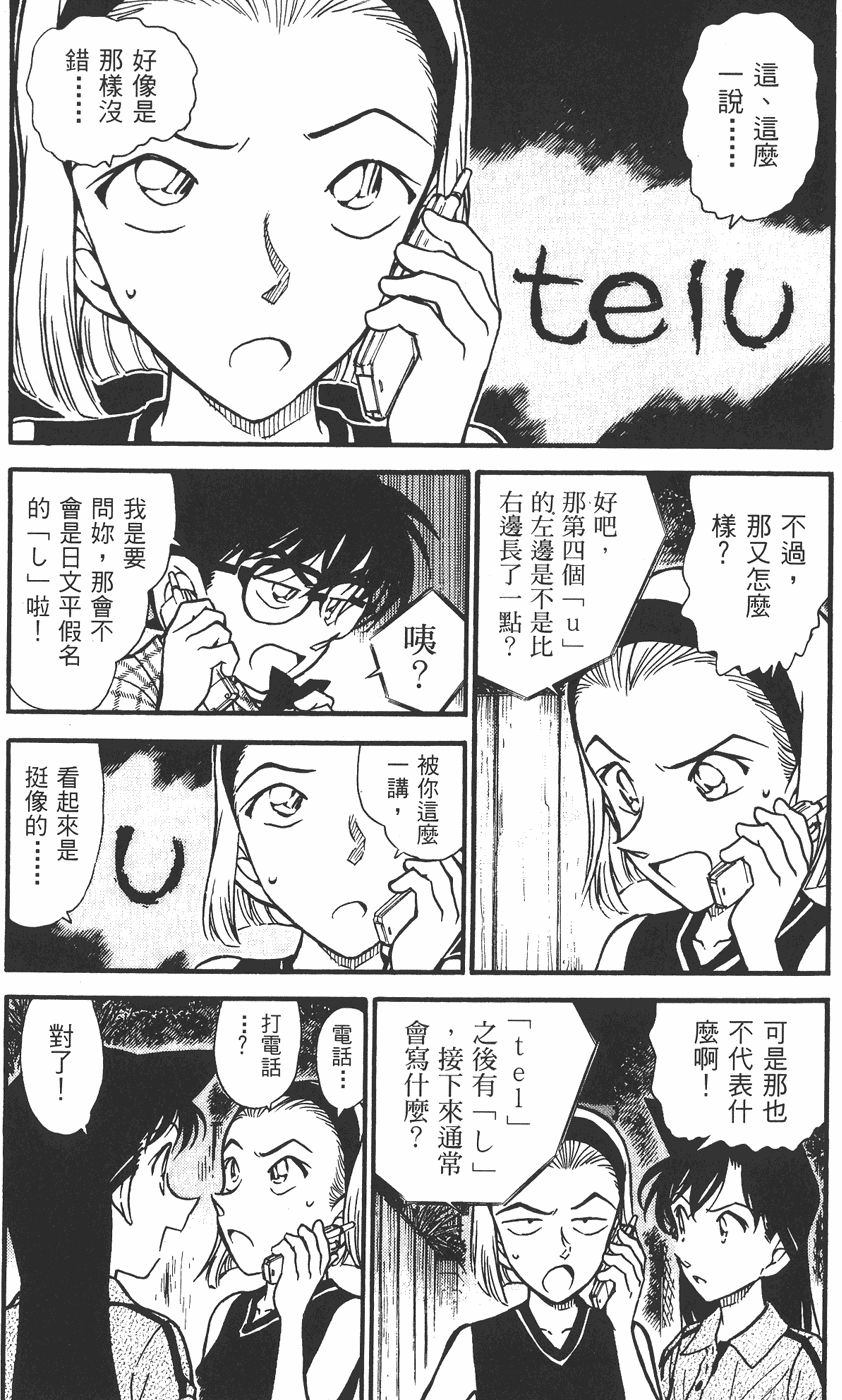 這、這麼
一說……
telu
好像是
那樣沒
錯……
不過，
那又怎麼
樣？
好吧，
那第四個「u」
的左邊是不是比
右邊長了一點？
咦？
我是要
問妳，那會不
會是日文平假名
的「し」啦！
被你這麼
一講，
U
看起來是
挺像的……
可是那也
不代表什
麼啊！
「tel」
之後有「し」
，接下來通常
會寫什麼？
電話…
打電話
…？
對了！